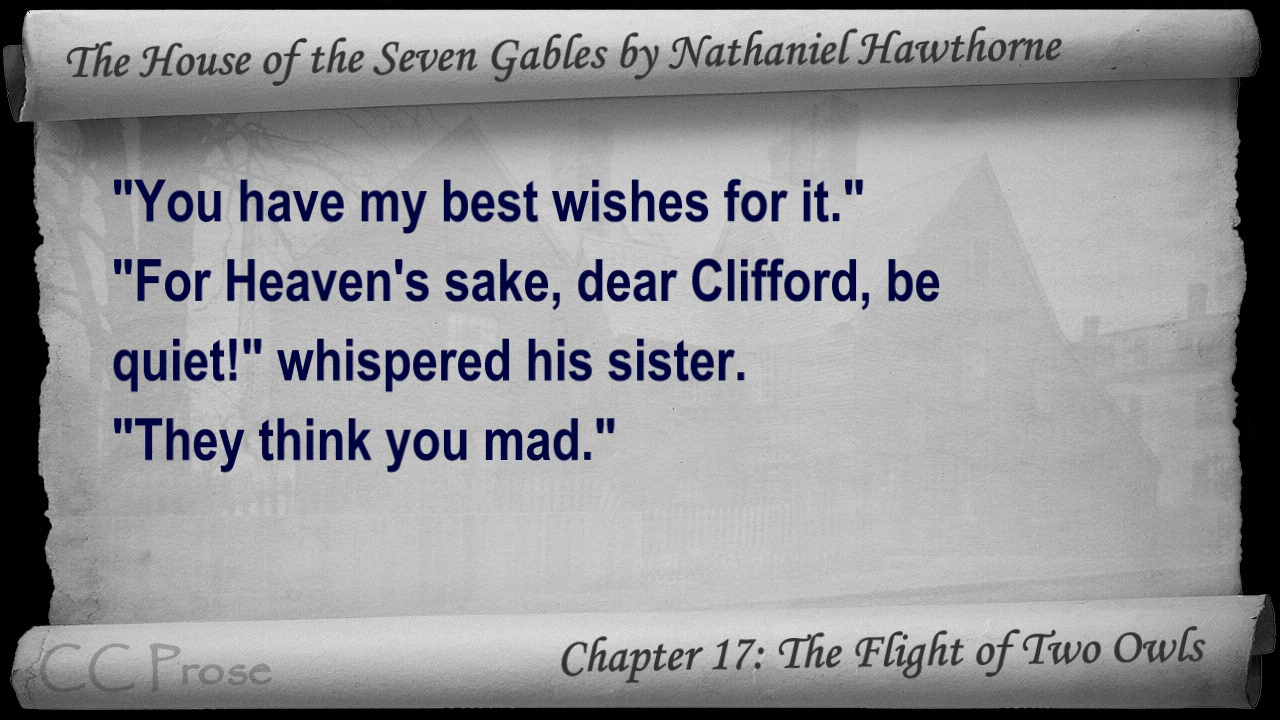 The House of the Seven Gables by Nathaniel Hawthorne
"You have my best wishes for it."
"For Heaven's sake, dear Clifford, be
quiet!" whispered his sister.
"They think you mad."
CC Prose
Chapter 17: The Flight of Two Owls